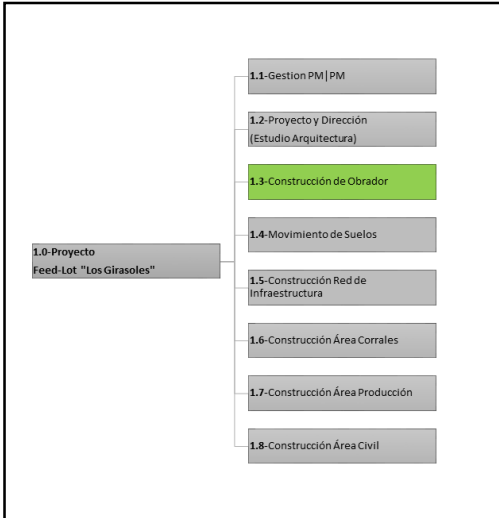 1.1-Gestion PM|PM
1.2-Proyecto y Dirección
(Estudio Arquitectura)
1.3-Construcción de Obrador
1.4-Movimiento de Suelos
1.0-Proyecto
Feed-Lot "Los Girasoles"
1.5-Construcción Red de
Infraestructura
1.6-Construcción Área Corrales
1.7-Construcción Área Producción
1.8-Construcción Área Civil